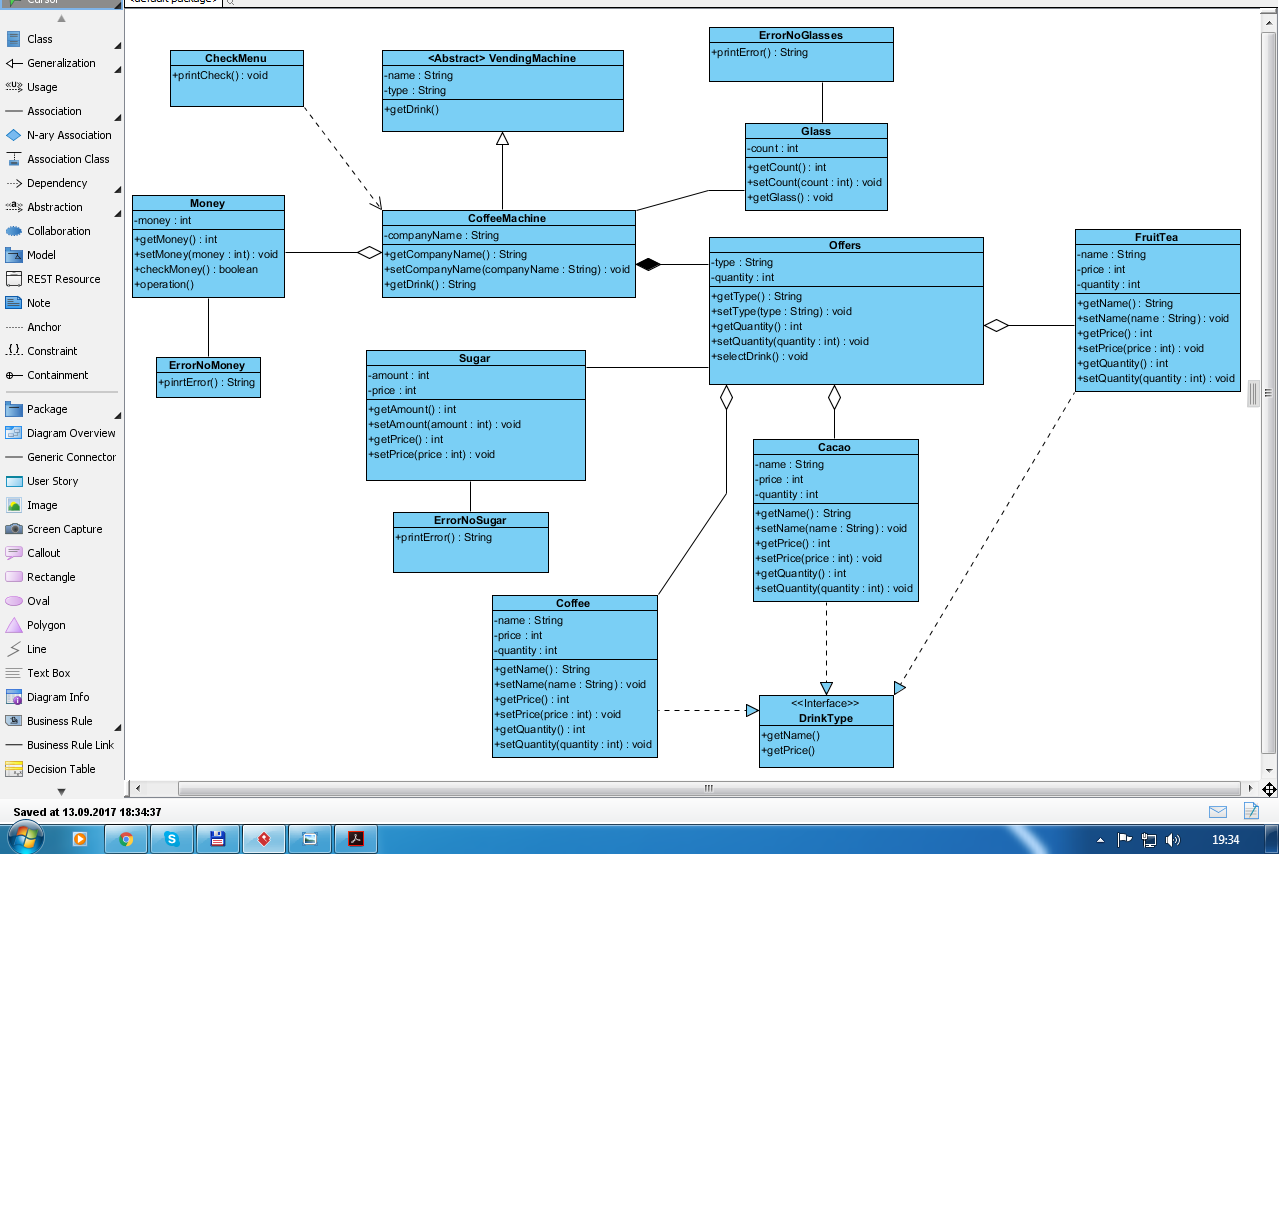 Cursor
<default package>
Class
Generalization
Usage
Association
N-ary Association
Association Class
Dependency
Abstraction
Collaboration
Model
REST Resource
Note
Anchor
Constraint
Containment
Package
Diagram Overview
Generic Connector
User Story
Image
Screen Capture
Callout
Rectangle
Oval
Polygon
Line
Text Box
Diagram Info
Business Rule
Business Rule Link
Decision Table
CheckMenu
+printCheck() : void
<Abstract> VendingMachine
-name : String
-type : String
+getDrink()
ErrorNoGlasses
+printError() : String
Glass
-count : int
+getCount() : int
+setCount(count : int) : void
+getGlass() : void
Money
-money : int
+getMoney() : int
+setMoney(money : int) : void
+checkMoney() : boolean
+operation()
CoffeeMachine
-companyName : String
+getCompanyName() : String
+setCompanyName(companyName : String) : void
+getDrink() : String
Offers
-type : String
-quantity : int
+getType() : String
+setType(type : String) : void
+getQuantity() : int
+setQuantity(quantity : int) : void
+selectDrink() : void
FruitTea
-name : String
-price : int
-quantity : int
+getName() : String
+setName(name : String) : void
+getPrice() : int
+setPrice(price : int) : void
+getQuantity() : int
+setQuantity(quantity : int) : void
ErrorNoMoney
+pinrtError() : String
Sugar
-amount : int
-price : int
+getAmount() : int
+setAmount(amount : int) : void
+getPrice() : int
+setPrice(price : int) : void
ErrorNoSugar
+printError() : String
Cacao
-name : String
-price : int
-quantity : int
+getName() : String
+setName(name : String) : void
+getPrice() : int
+setPrice(price : int) : void
+getQuantity() : int
+setQuantity(quantity : int) : void
Coffee
-name : String
-price : int
-quantity : int
+getName() : String
+setName(name : String) : void
+getPrice() : int
+setPrice(price : int) : void
+getQuantity() : int
+setQuantity(quantity : int) : void
<<Interface>>
DrinkType
+getName()
+getPrice()
Saved at 13.09.2017 18:34:37
19:34